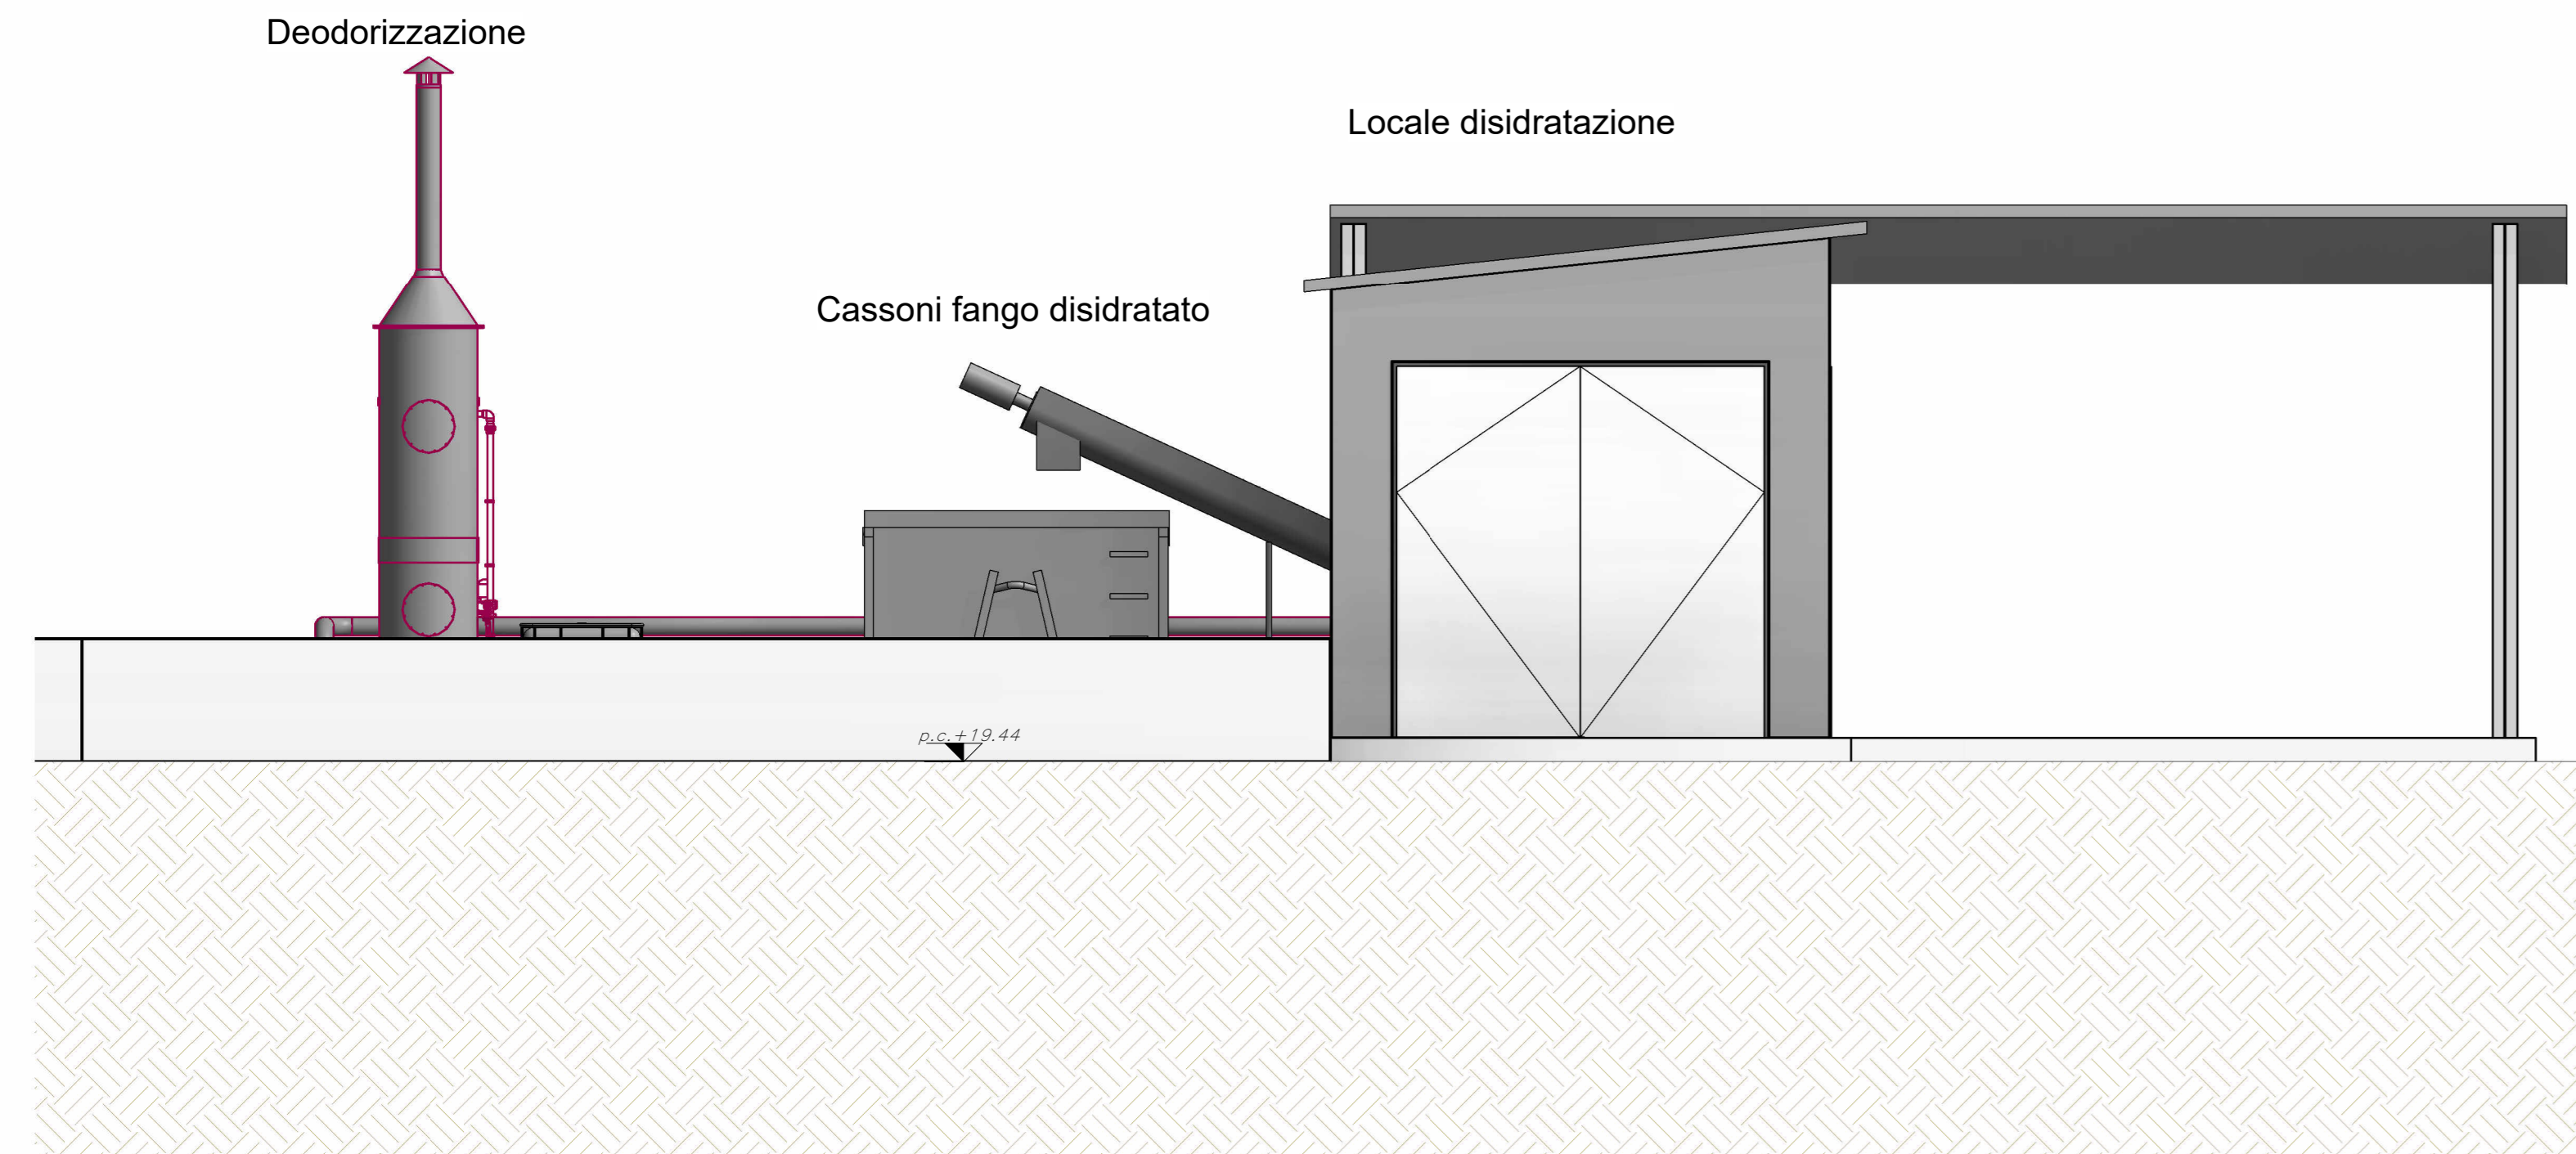 Deodorizzazione
Locale disidratazione
Cassoni fango disidratato
p.c.+19.44